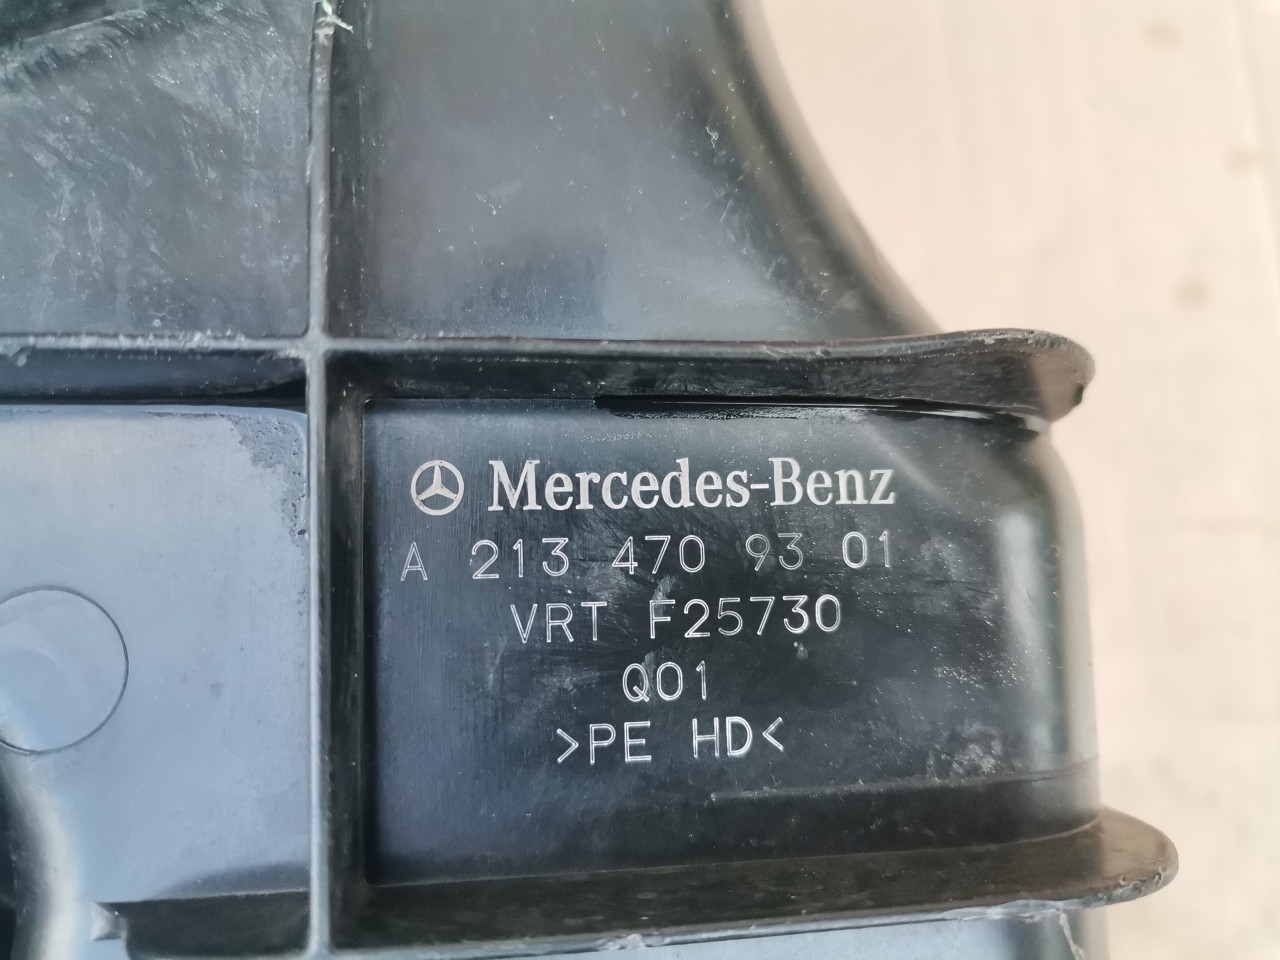 Mercedes-Benz
A 213 470 93 01
VRT F25730
Q01
>PE HD<